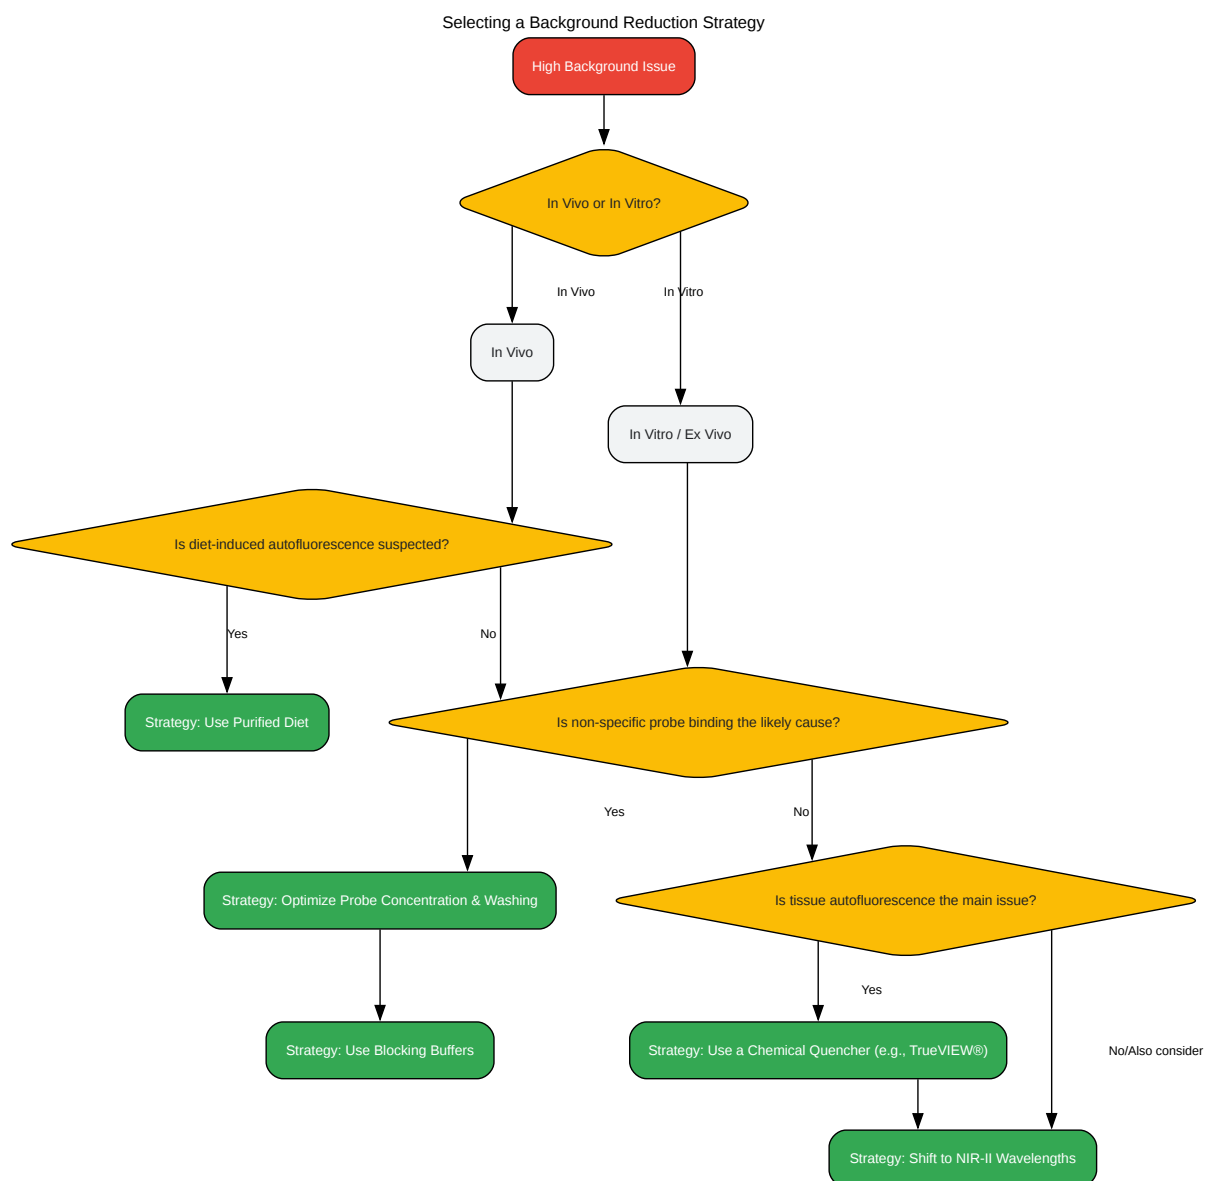 Selecting a Background Reduction Strategy
High Background Issue
In Vivo or In Vitro?
In Vivo
In Vitro
In Vivo
In Vitro / Ex Vivo
Is diet-induced autofluorescence suspected?
Yes
No
Strategy: Use Purified Diet
Is non-specific probe binding the likely cause?
Yes
No
Strategy: Optimize Probe Concentration & Washing
Is tissue autofluorescence the main issue?
Yes
Strategy: Use Blocking Buffers
Strategy: Use a Chemical Quencher (e.g., TrueVIEW®)
No/Also consider
Strategy: Shift to NIR-II Wavelengths